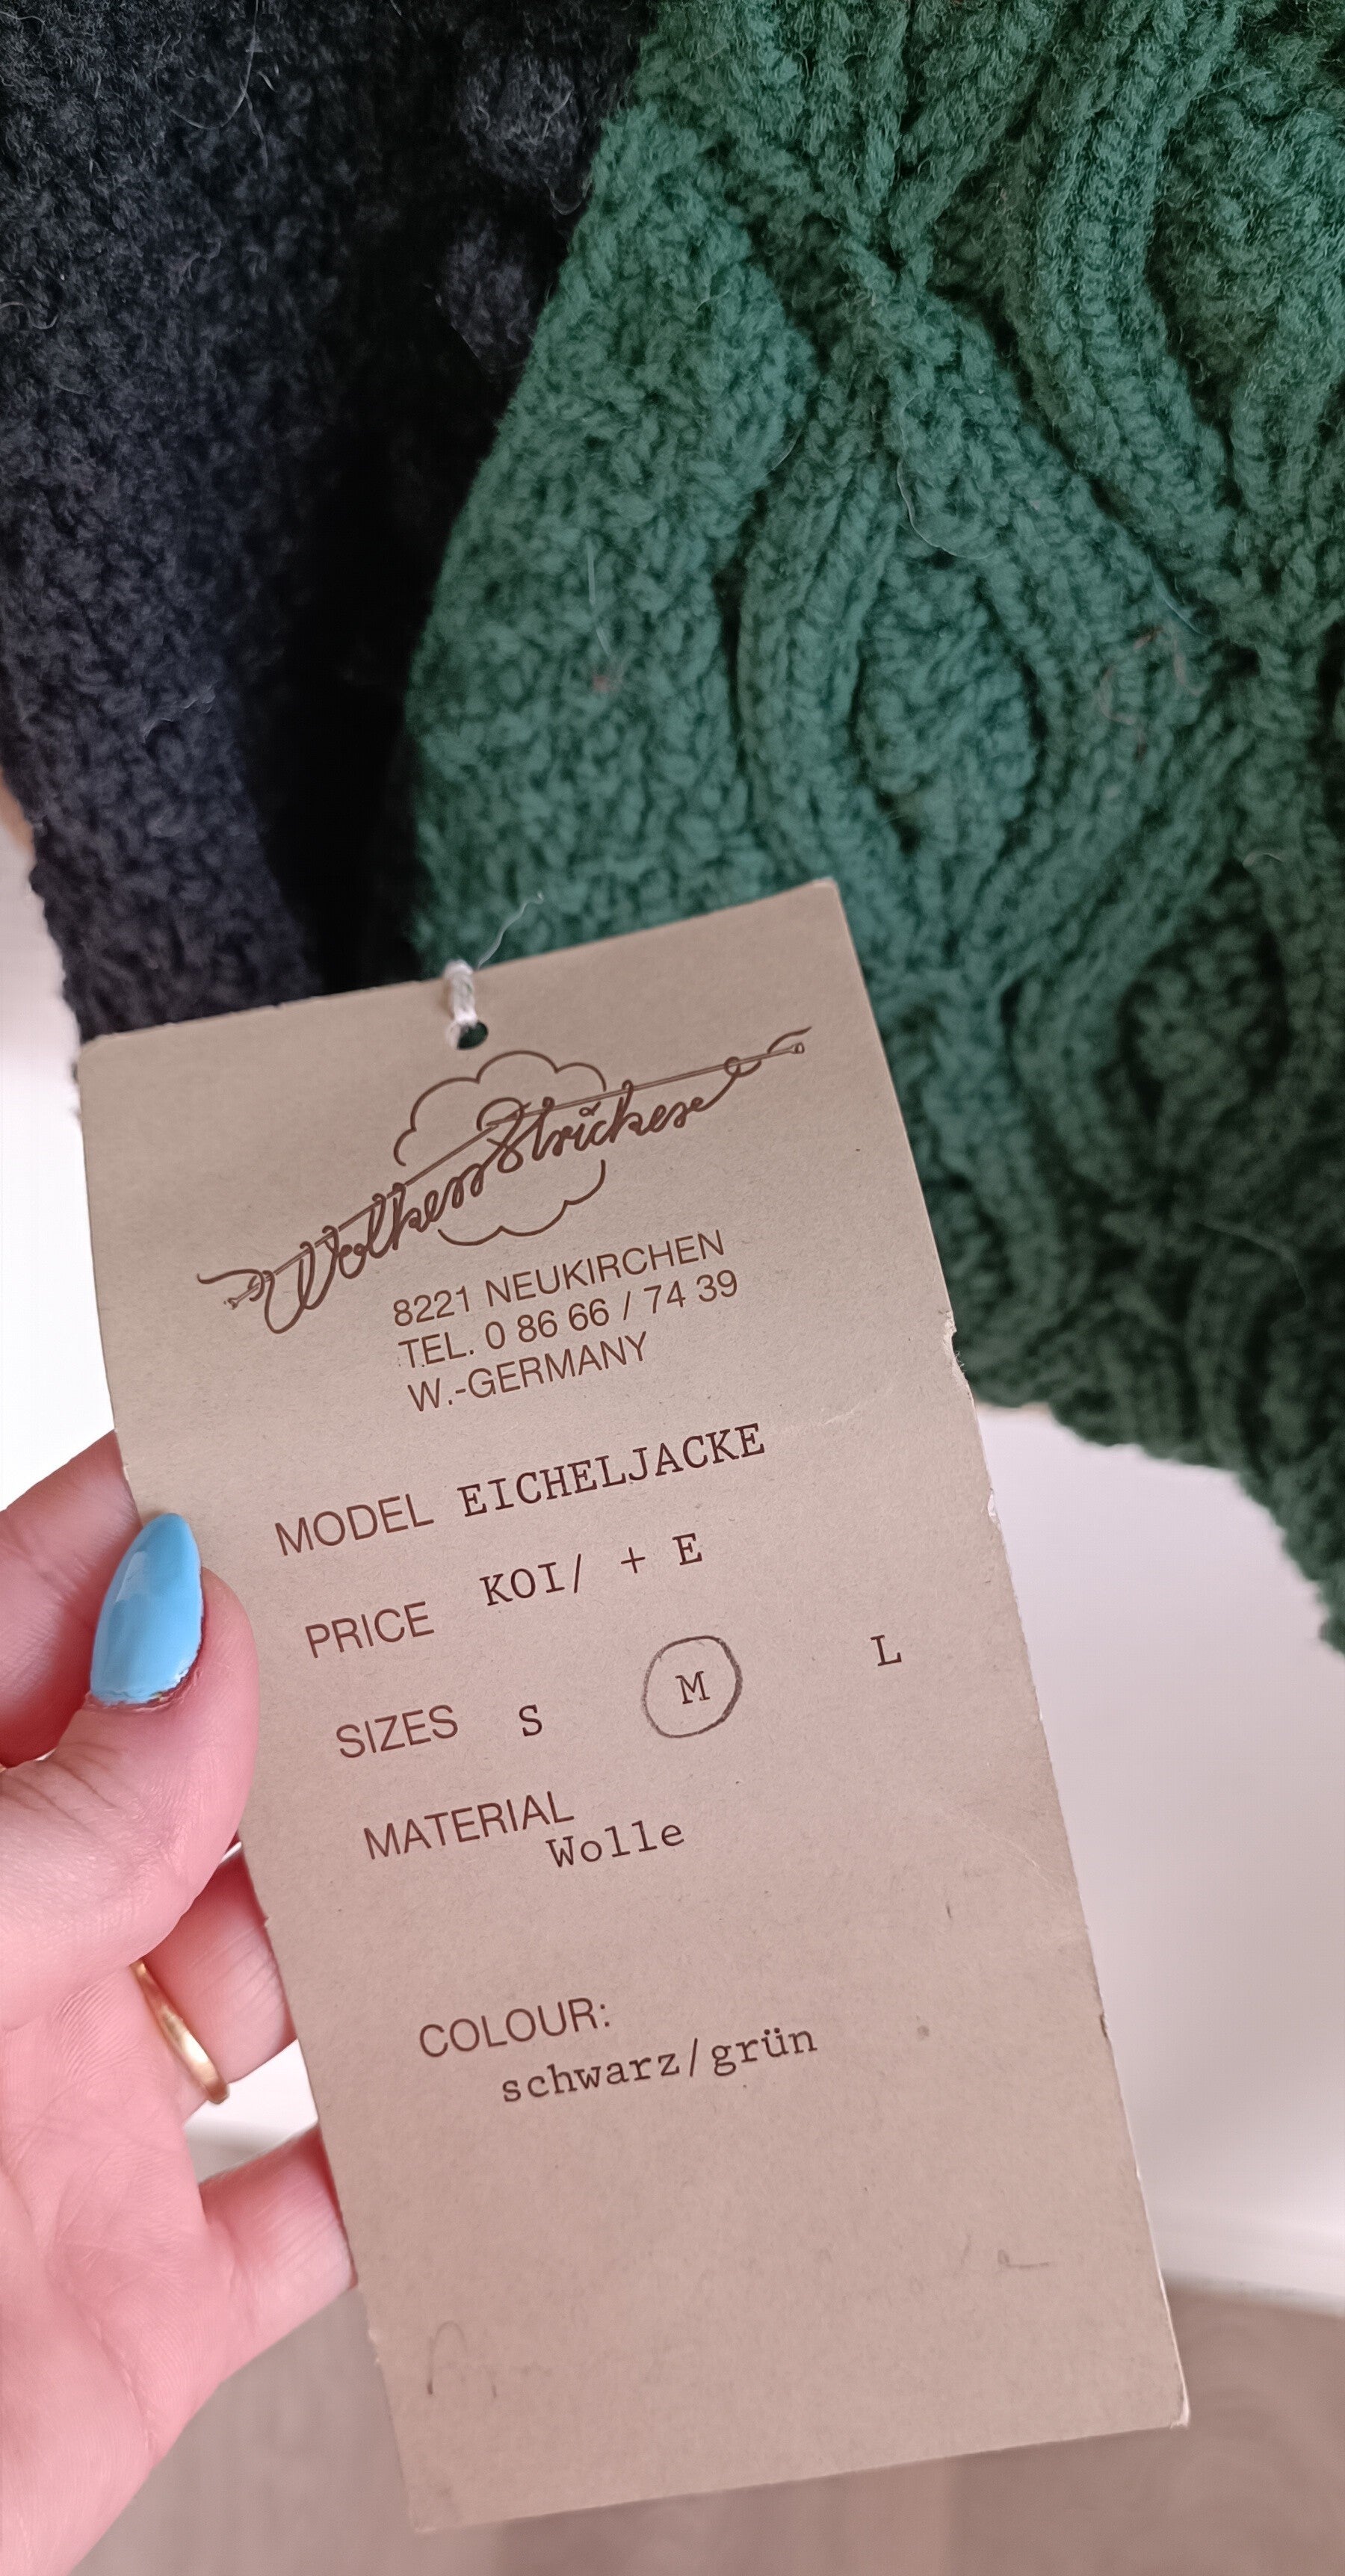 WolkenStricker
8221 NEUKIRCHEN
TEL. 0 86 66 / 74 39
W.-GERMANY
MODEL EICHELJACKE
PRICE KOI/ + E
SIZES S M L
MATERIAL
Wolle
COLOUR:
schwarz/grün